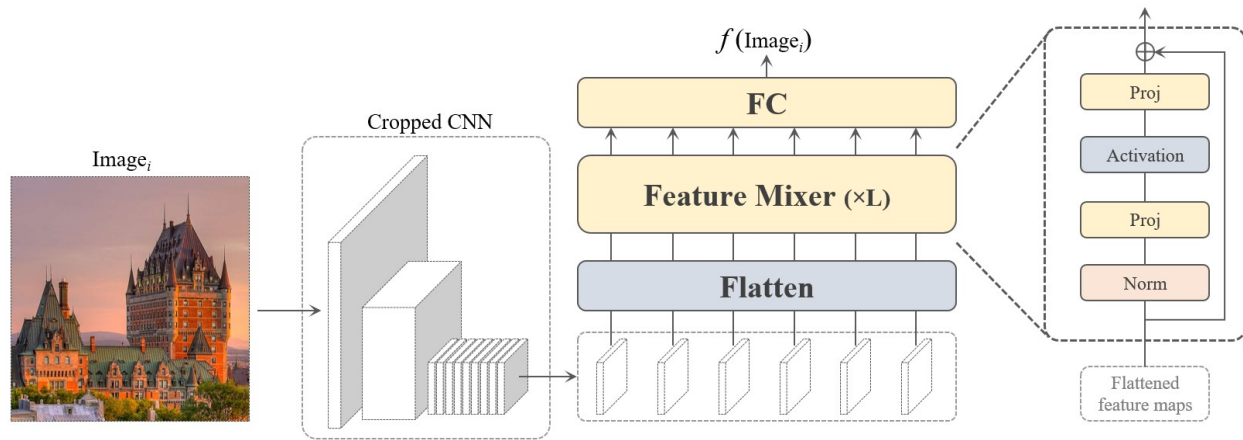 Image_i
Cropped CNN
f (Image_i)
FC
Feature Mixer (×L)
Flatten
Proj
Activation
Proj
Norm
Flattened
feature maps